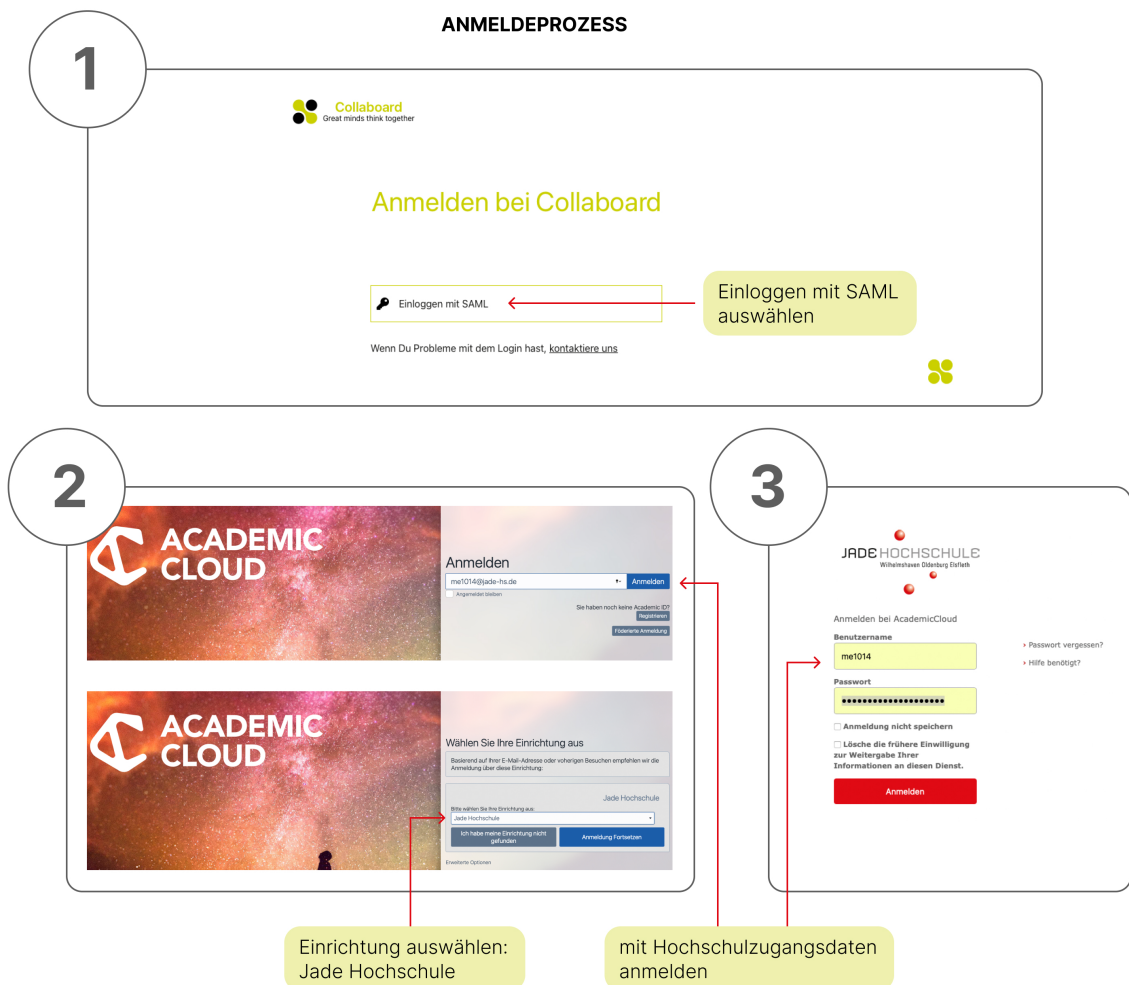 ANMELDEPROZESS
1
Collaboard
Great minds think together
Anmelden bei Collaboard
Einloggen mit SAML
Einloggen mit SAML
auswählen
Wenn Du Probleme mit dem Login hast, kontaktiere uns
2
ACADEMIC
CLOUD
Anmelden
me1014@jade-hs.de
Anmelden
Angemeldet bleiben
Sie haben noch keine Academic ID?
Registrieren
Föderierte Anmeldung
ACADEMIC
CLOUD
Wählen Sie Ihre Einrichtung aus
Basierend auf Ihrer E-Mail-Adresse oder voherigen Besuchen empfehlen wir die
Anmeldung über diese Einrichtung:
Jade Hochschule
Bitte wählen Sie Ihre Einrichtung aus:
Jade Hochschule
Ich habe meine Einrichtung nicht
gefunden
Anmeldung Fortsetzen
Erweiterte Optionen
Einrichtung auswählen:
Jade Hochschule
3
JADE HOCHSCHULE
Wilhelmshaven Oldenburg Elsfleth
Anmelden bei AcademicCloud
Benutzername
me1014
Passwort
Passwort vergessen?
Hilfe benötigt?
Anmeldung nicht speichern
Lösche die frühere Einwilligung
zur Weitergabe Ihrer
Informationen an diesen Dienst.
Anmelden
mit Hochschulzugangsdaten
anmelden